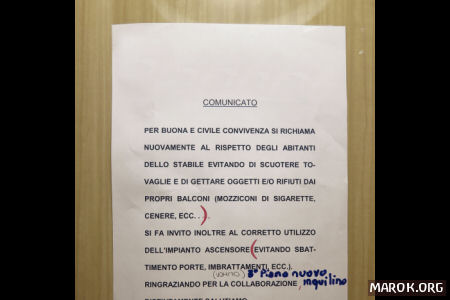 COMUNICATO
PER BUONA E CIVILE CONVIVENZA SI RICHIAMA
NUOVAMENTE AL RISPETTO DEGLI ABITANTI
DELLO STABILE EVITANDO DI SCUOTERE TO-
VAGLIE E DI GETTARE OGGETTI E/O RIFIUTI DAI
PROPRI BALCONI (MOZZICONI DI SIGARETTE,
CENERE, ECC. . ) .
SI FA INVITO INOLTRE AL CORRETTO UTILIZZO
DELL'IMPIANTO ASCENSORE (EVITANDO SBAT-
TIMENTO PORTE, IMBRATTAMENTI, ECC.).
3° Piano nuovo
inquilino
RINGRAZIANDO PER LA COLLABORAZIONE,
MAROK.ORG